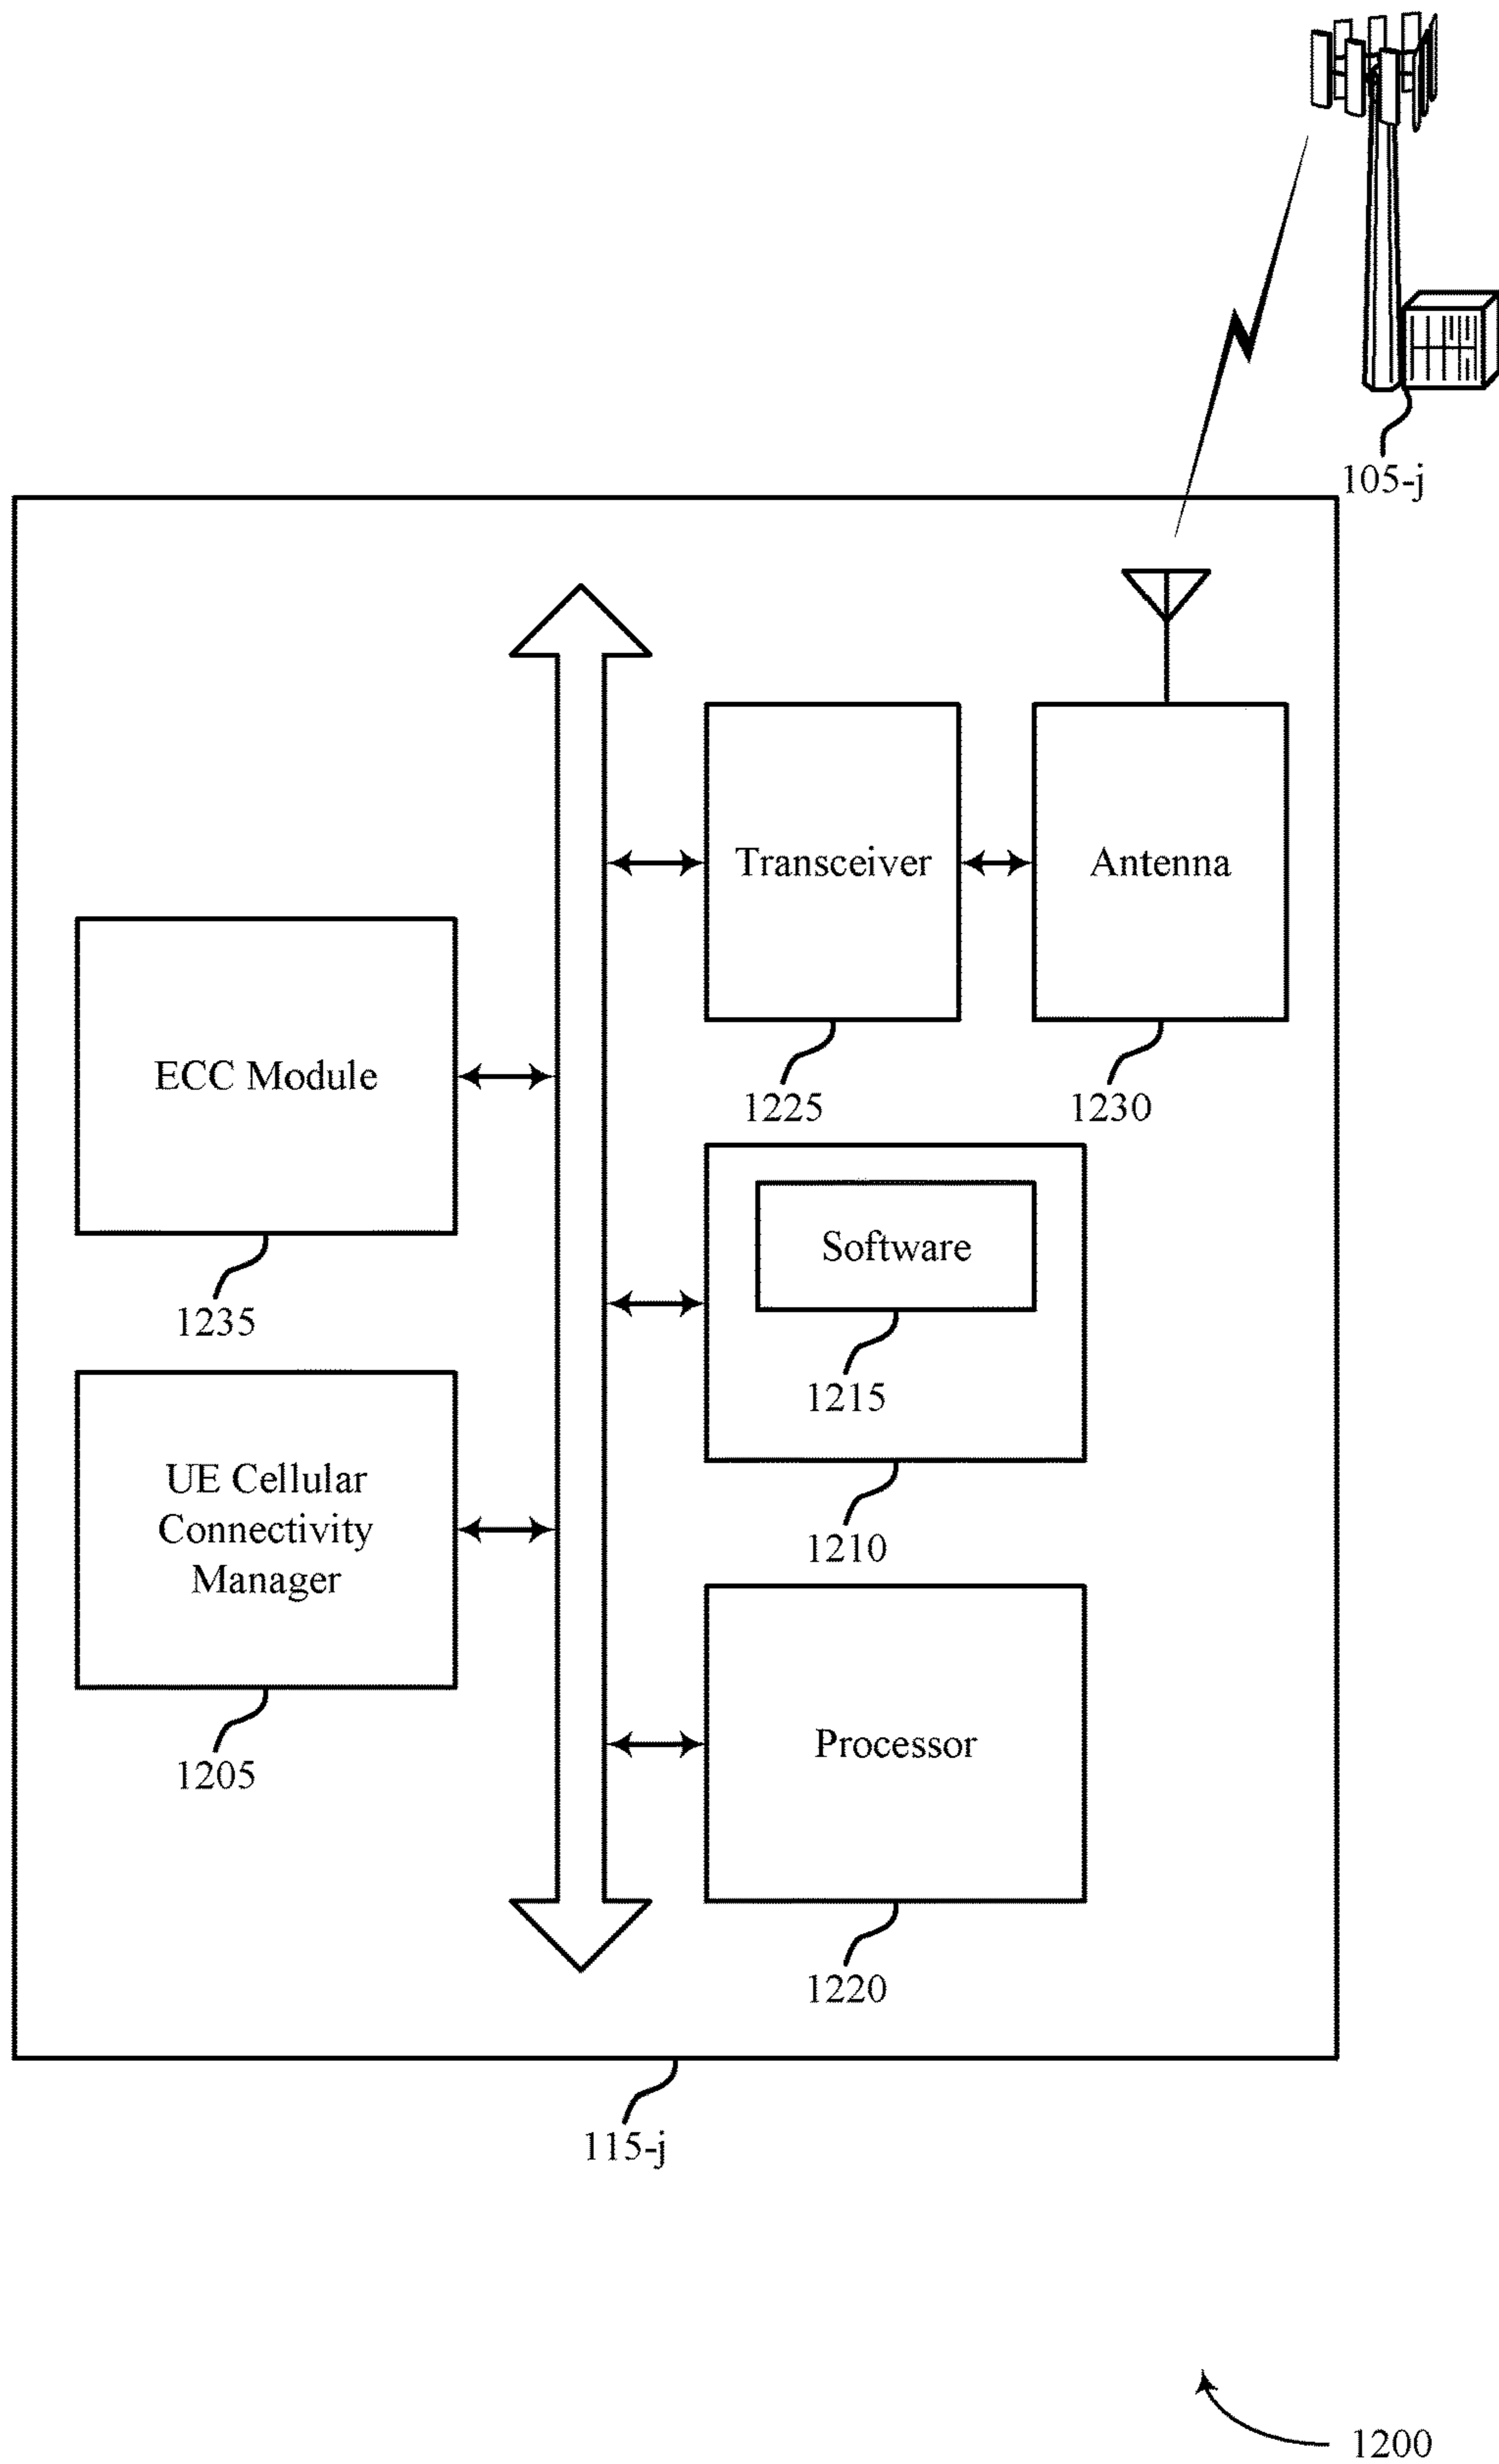 105-j
Transceiver
Antenna
1225
1230
ECC Module
1235
Software
1215
1210
UE Cellular
Connectivity
Manager
1205
Processor
1220
115-j
1200